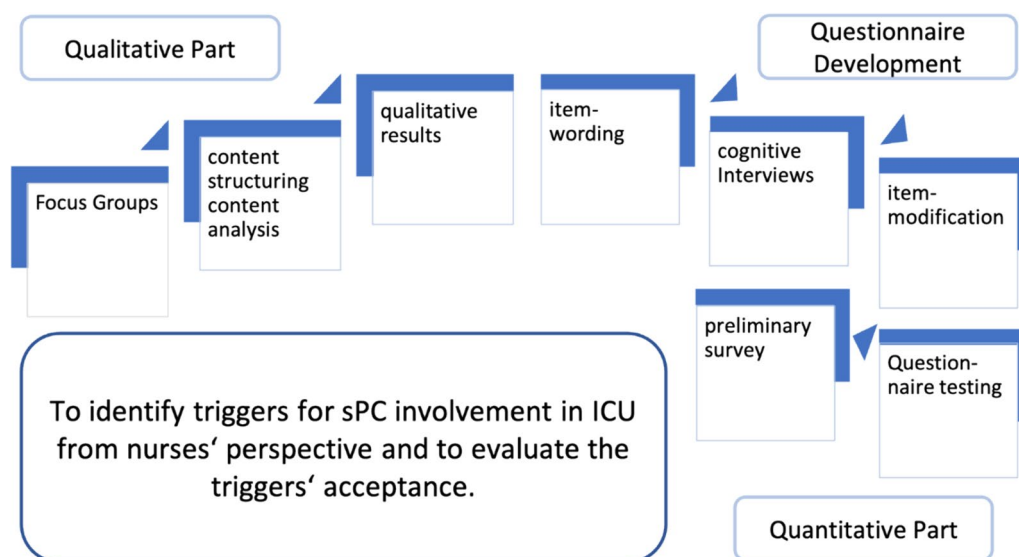 Qualitative Part
Questionnaire
Development
Focus Groups
content
structuring
content
analysis
qualitative
results
item-
wording
cognitive
Interviews
item-
modification
Question-
naire testing
preliminary
survey
Quantitative Part
To identify triggers for sPC involvement in ICU
from nurses‘ perspective and to evaluate the
triggers‘ acceptance.